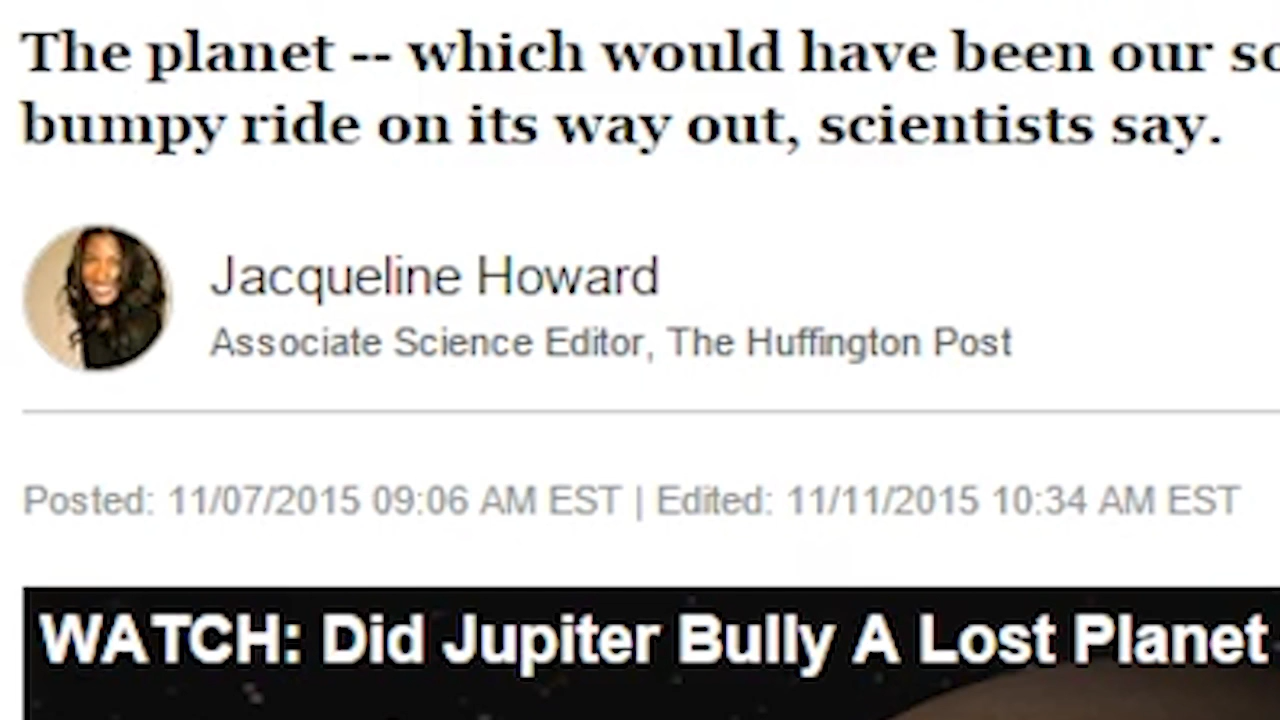 The planet -- which would have been our
bumpy ride on its way out, scientists say.
Jacqueline Howard
Associate Science Editor, The Huffington Post
Posted: 11/07/2015 09:06 AM EST | Edited: 11/11/2015 10:34 AM EST
WATCH: Did Jupiter Bully A Lost Planet